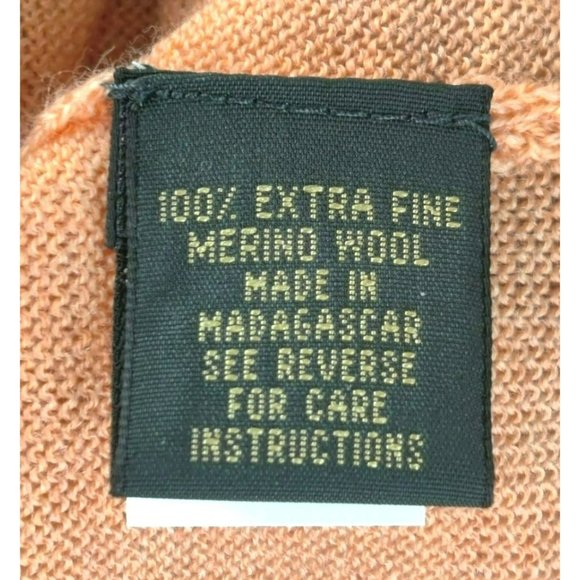 100% EXTRA FINE
MERINO WOOL
MADE IN
MADAGASCAR
SEE REVERSE
FOR CARE
INSTRUCTIONS